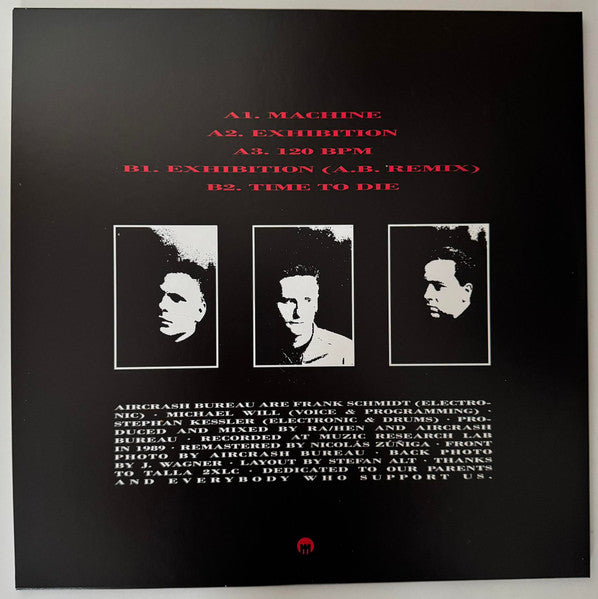 A1. MACHINE
A2. EXHIBITION
A3. 120 BPM
B1. EXHIBITION (A.B. REMIX)
B2. TIME TO DIE
AIRCRASH BUREAU ARE FRANK SCHMIDT (ELECTRO-
NIC) · MICHAEL WILL (VOICE & PROGRAMMING) ·
STEPHAN KESSLER (ELECTRONIC & DRUMS) · PRO-
DUCED AND MIXED BY RA/HEN AND AIRCRASH
BUREAU · RECORDED AT MUZIC RESEARCH LAB
IN 1989 · REMASTERED BY NICOLÁS ZÚNIGA · FRONT
PHOTO BY AIRCRASH BUREAU · BACK PHOTO
BY J. WAGNER · LAYOUT BY STEFAN ALT · THANKS
TO TALLA 2XLC · DEDICATED TO OUR PARENTS
AND EVERYBODY WHO SUPPORT US.